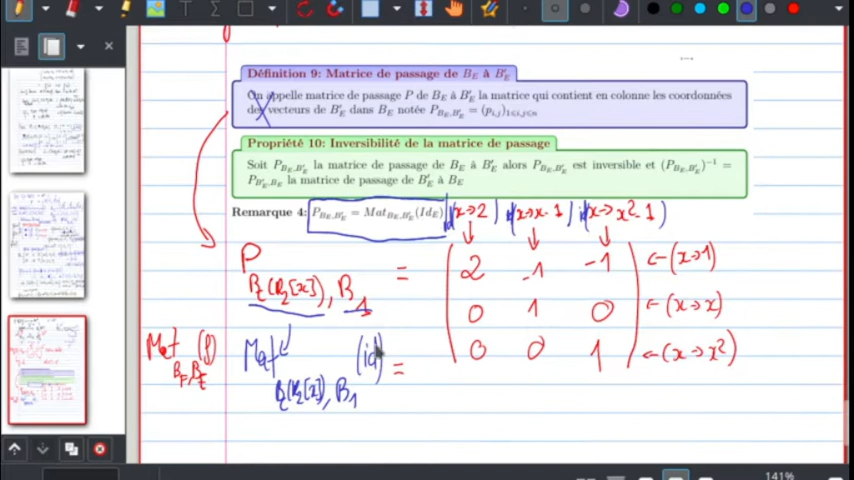 Définition 9: Matrice de passage de B_E à B'_E
On appelle matrice de passage P de B_E à B'_E la matrice qui contient en colonne les coordonnées
des vecteurs de B'_E dans B_E notée P_{B_E,B'_E} = (p_{i,j})_{1≤i,j≤n}
Propriété 10: Inversibilité de la matrice de passage
Soit P_{B_E,B'_E} la matrice de passage de B_E à B'_E alors P_{B_E,B'_E} est inversible et (P_{B_E,B'_E})^{-1} =
P_{B'_E,B_E} la matrice de passage de B'_E à B_E
Remarque 4: P_{B_E,B'_E} = Mat_{B_E,B'_E}(Id_E) id(x→2) id(x→x-1) id(x→x²-1)
P = 2 -1 -1 ←(x→1)
(R_2[x]), B_1 0 1 0 ←(x→x)
Mat (f) Mat (id) = 0 0 1 ←(x→x²)
B_F,B_E (R_2[x]), B_1
141%